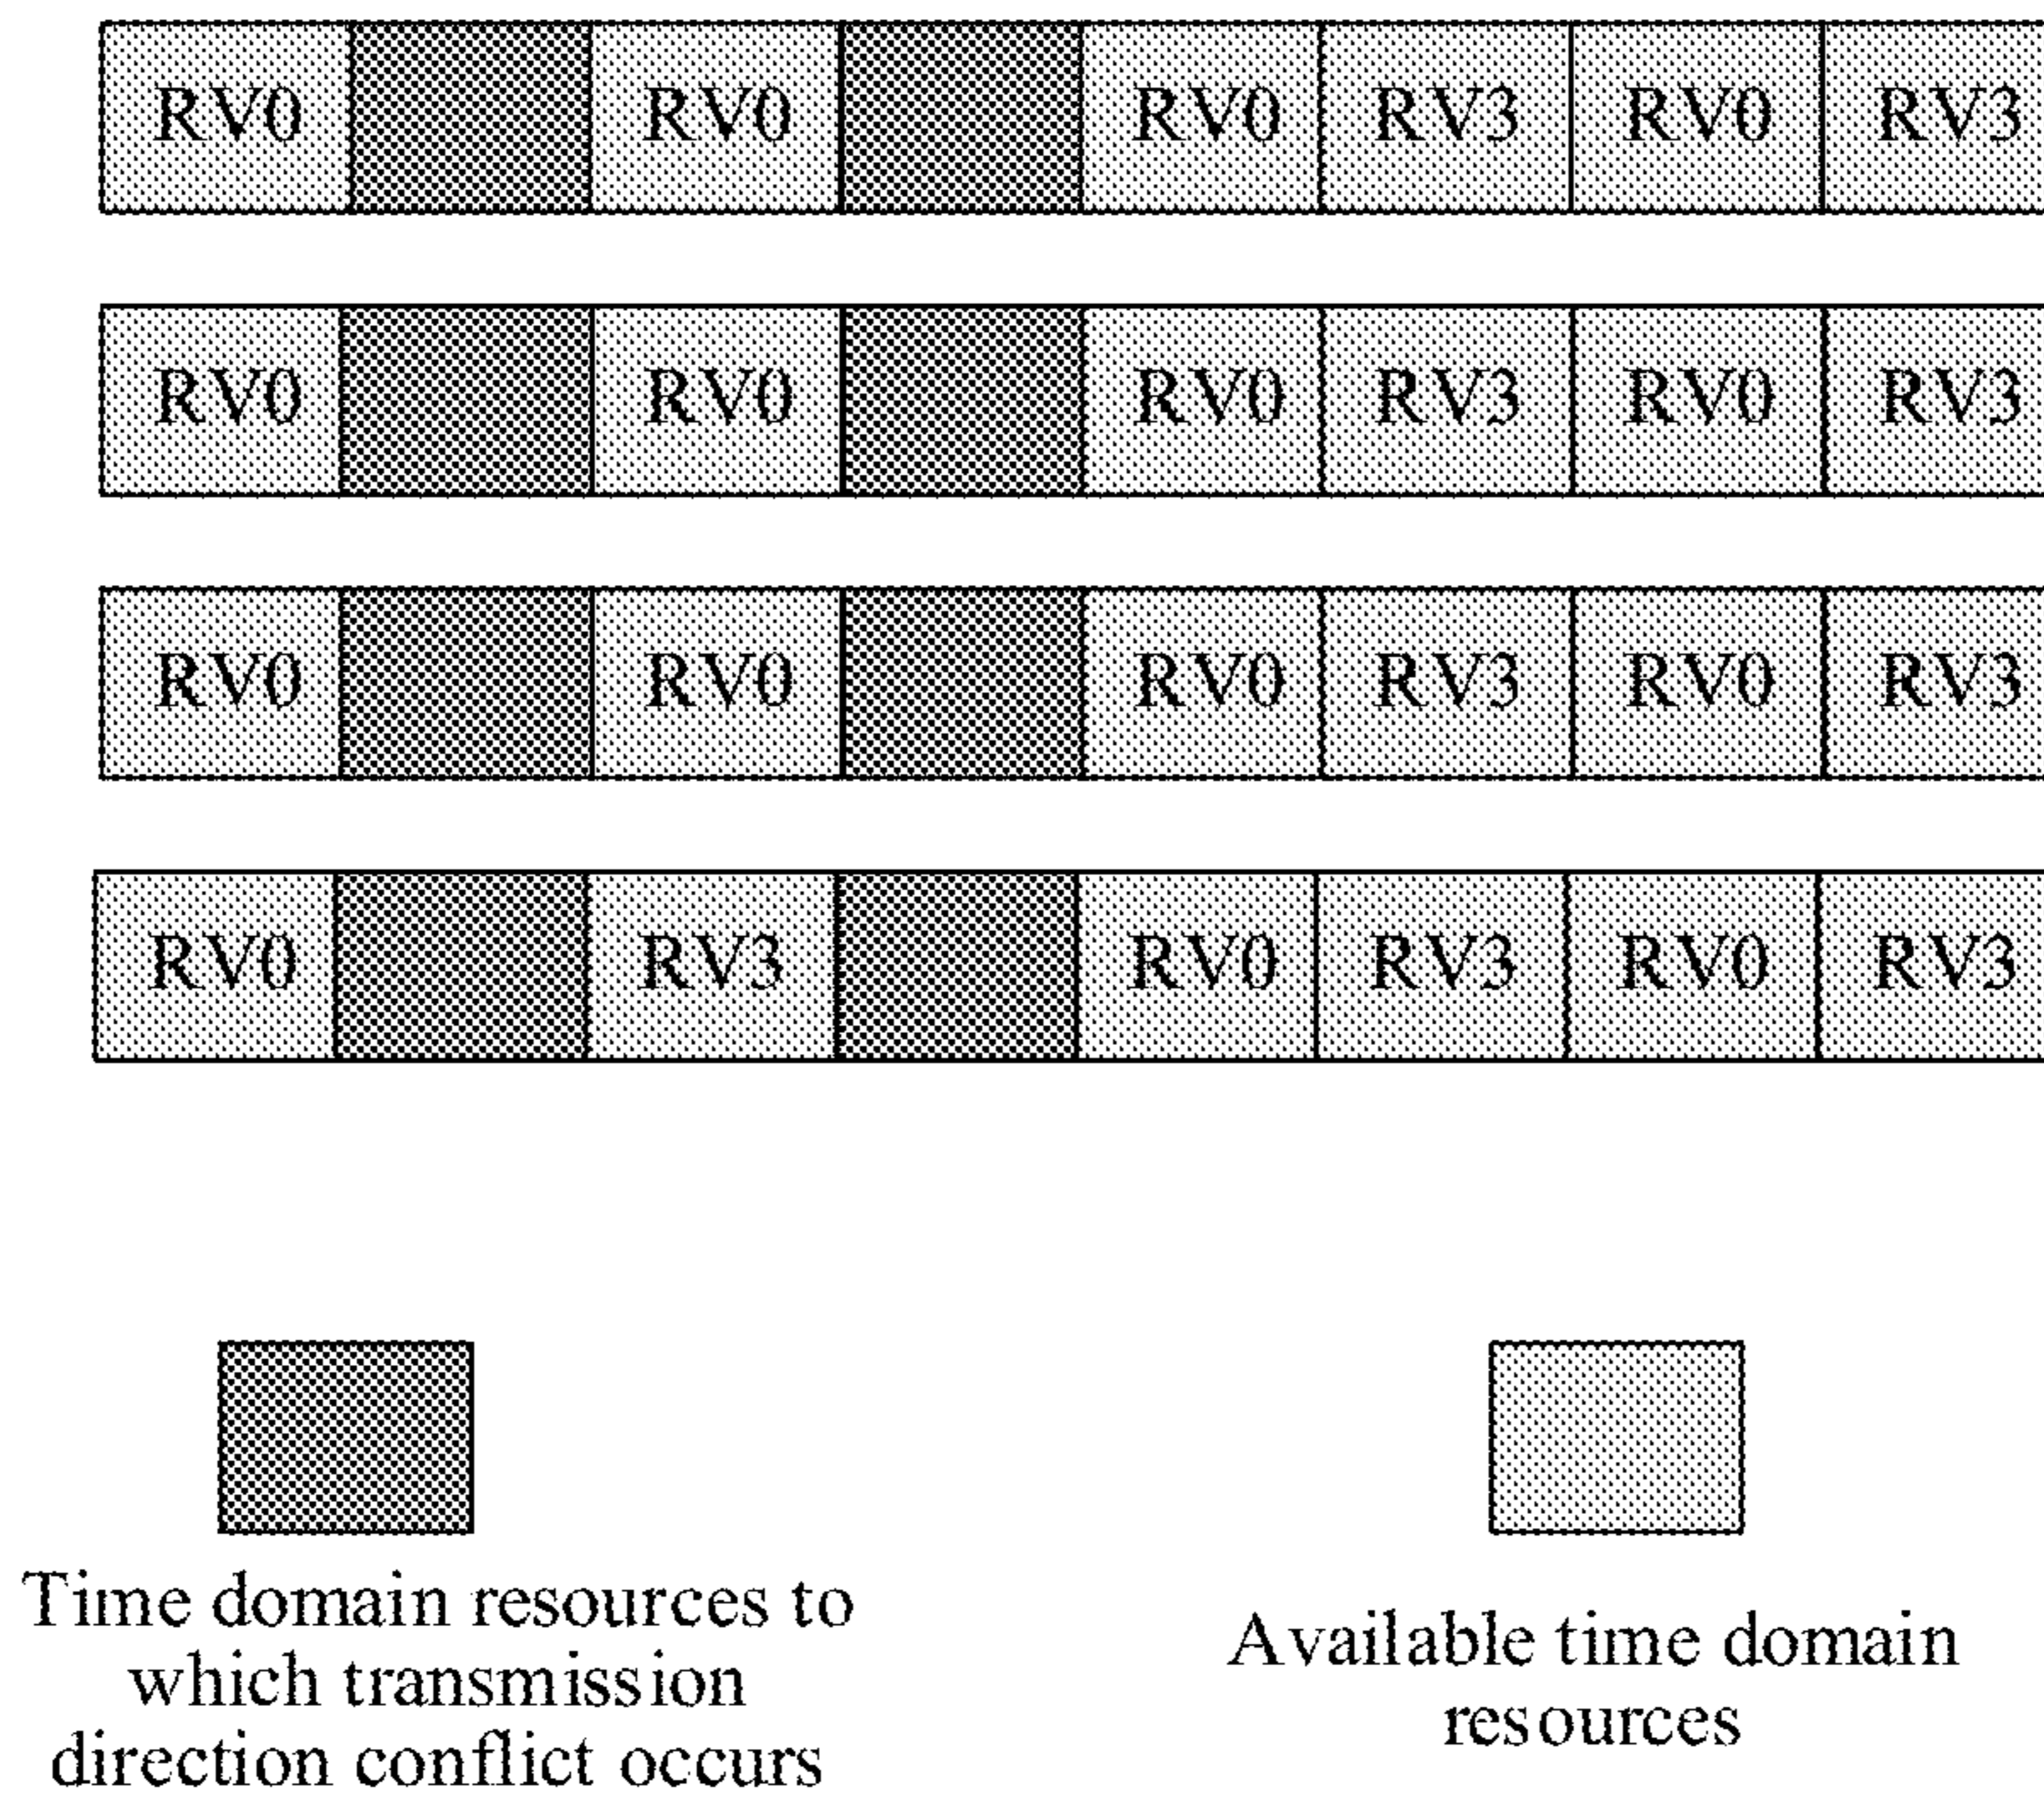 RV0 RV0 RV0 RV3 RV0 RV3
RV0 RV0 RV0 RV3 RV0 RV3
RV0 RV0 RV0 RV3 RV0 RV3
RV0 RV3 RV0 RV3 RV0 RV3
Time domain resources to
which transmission
direction conflict occurs
Available time domain
resources